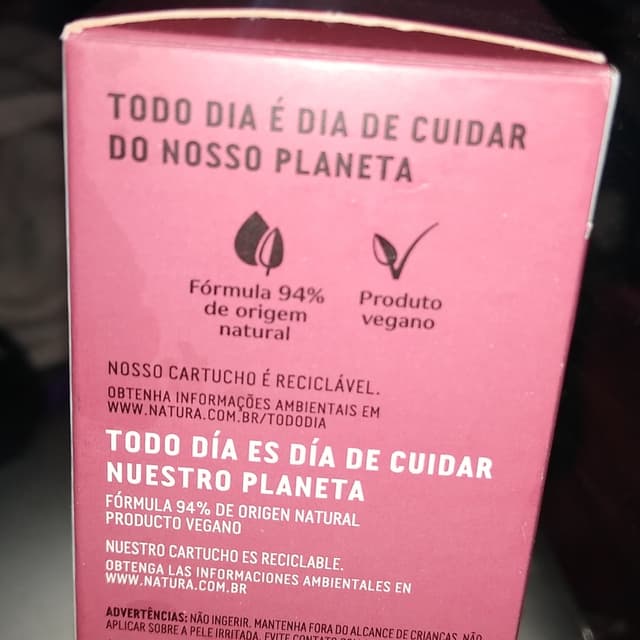 TODO DIA É DIA DE CUIDAR
DO NOSSO PLANETA
Fórmula 94%
de origem
natural
Produto
vegano
NOSSO CARTUCHO É RECICLÁVEL.
OBTENHA INFORMAÇÕES AMBIENTAIS EM
WWW.NATURA.COM.BR/TODODIA
TODO DÍA ES DÍA DE CUIDAR
NUESTRO PLANETA
FÓRMULA 94% DE ORIGEN NATURAL
PRODUCTO VEGANO
NUESTRO CARTUCHO ES RECICLABLE.
OBTENGA LAS INFORMACIONES AMBIENTALES EN
WWW.NATURA.COM.BR
ADVERTÊNCIAS: NÃO INGERIR. MANTENHA FORA DO ALCANCE DE CRIANÇAS. NÃO
APLICAR SOBRE A PELE IRRITADA. EVITE CONTATO